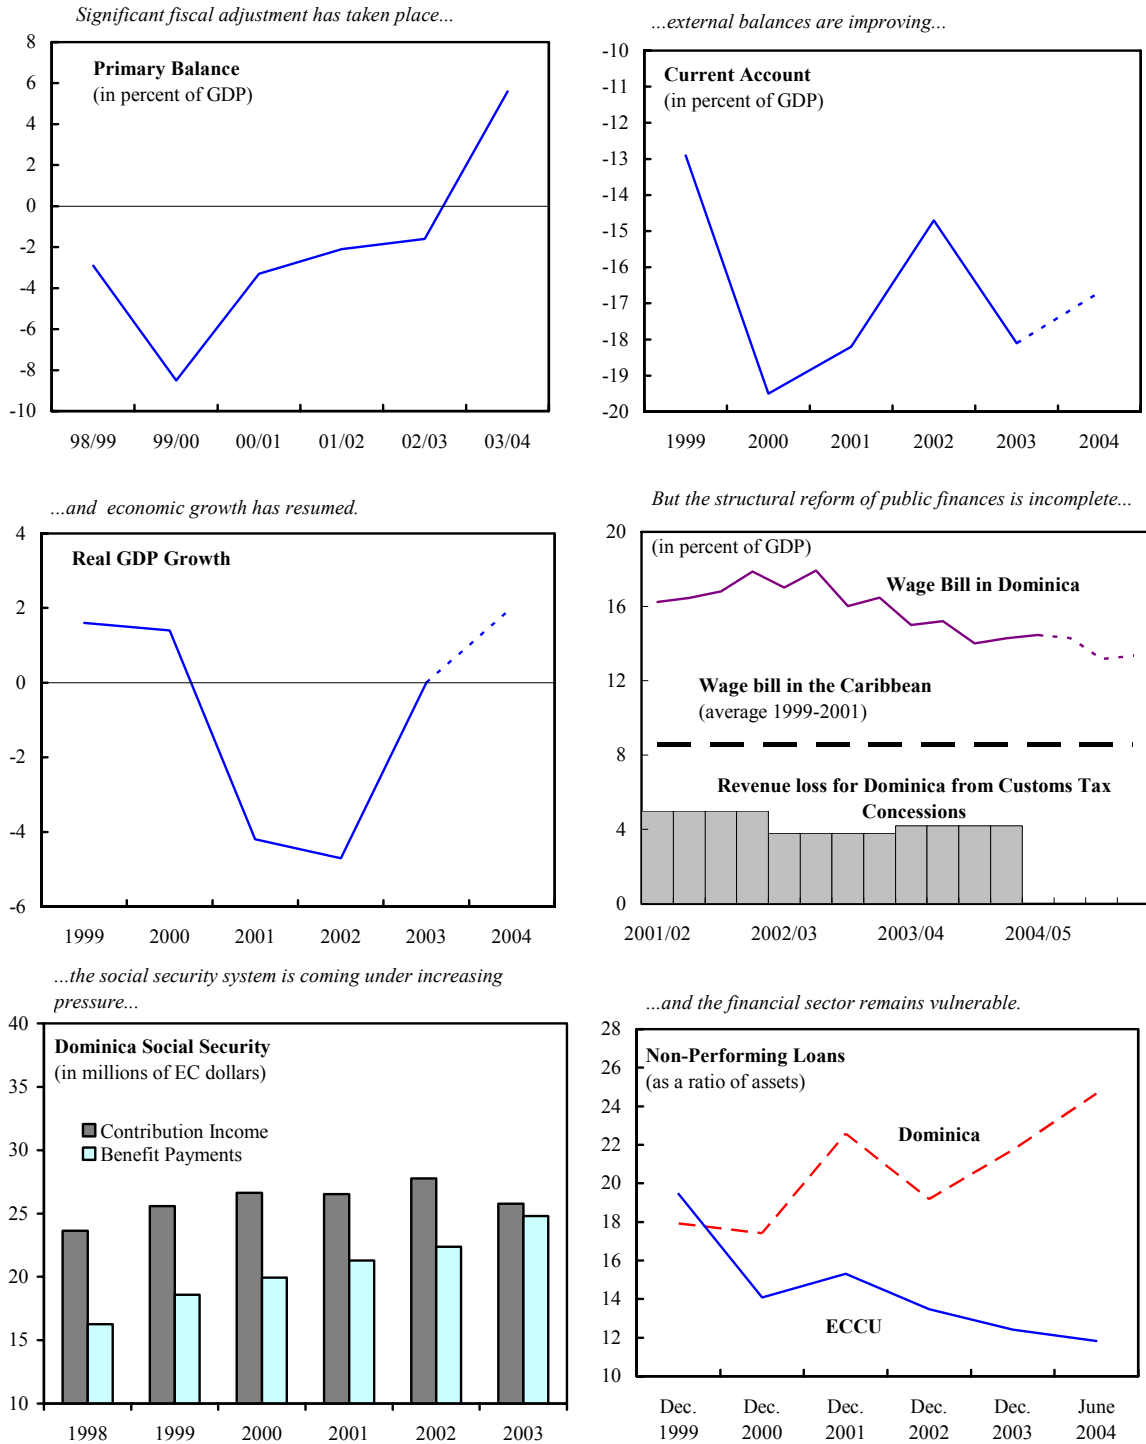 Significant fiscal adjustment has taken place...
8
6
4
2
0
-2
-4
-6
-8
-10
Primary Balance
(in percent of GDP)
98/99 99/00 00/01 01/02 02/03 03/04
...external balances are improving...
-10
-11
-12
-13
-14
-15
-16
-17
-18
-19
-20
Current Account
(in percent of GDP)
1999 2000 2001 2002 2003 2004
...and economic growth has resumed.
4
2
0
-2
-4
-6
Real GDP Growth
1999 2000 2001 2002 2003 2004
But the structural reform of public finances is incomplete...
20
16
12
8
4
0
(in percent of GDP)
Wage Bill in Dominica
Wage bill in the Caribbean
(average 1999-2001)
Revenue loss for Dominica from Customs Tax
Concessions
2001/02 2002/03 2003/04 2004/05
...the social security system is coming under increasing
pressure...
40
35
30
25
20
15
10
Dominica Social Security
(in millions of EC dollars)
Contribution Income
Benefit Payments
1998 1999 2000 2001 2002 2003
...and the financial sector remains vulnerable.
28
26
24
22
20
18
16
14
12
10
Non-Performing Loans
(as a ratio of assets)
Dominica
ECCU
Dec. Dec. Dec. Dec. Dec. June
1999 2000 2001 2002 2003 2004